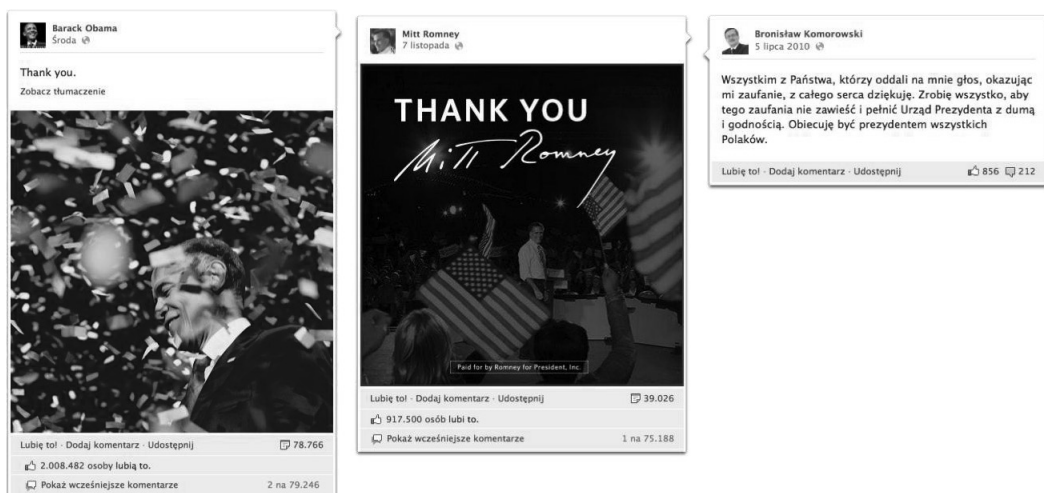 Barack Obama
Środa
Thank you.
Zobacz tłumaczenie
Lubię to! · Dodaj komentarz · Udostępnij 78.766
2.008.482 osoby lubią to.
Pokaż wcześniejsze komentarze 2 na 79.246
Mitt Romney
7 listopada
THANK YOU
Mitt Romney
Paid for by Romney for President, Inc.
Lubię to! · Dodaj komentarz · Udostępnij 39.026
917.500 osób lubi to.
Pokaż wcześniejsze komentarze 1 na 75.188
Bronisław Komorowski
5 lipca 2010
Wszystkim z Państwa, którzy oddali na mnie głos, okazując
mi zaufanie, z całego serca dziękuję. Zrobię wszystko, aby
tego zaufania nie zawieść i pełnić Urząd Prezydenta z dumą
i godnością. Obiecuję być prezydentem wszystkich
Polaków.
Lubię to! · Dodaj komentarz · Udostępnij 856 212